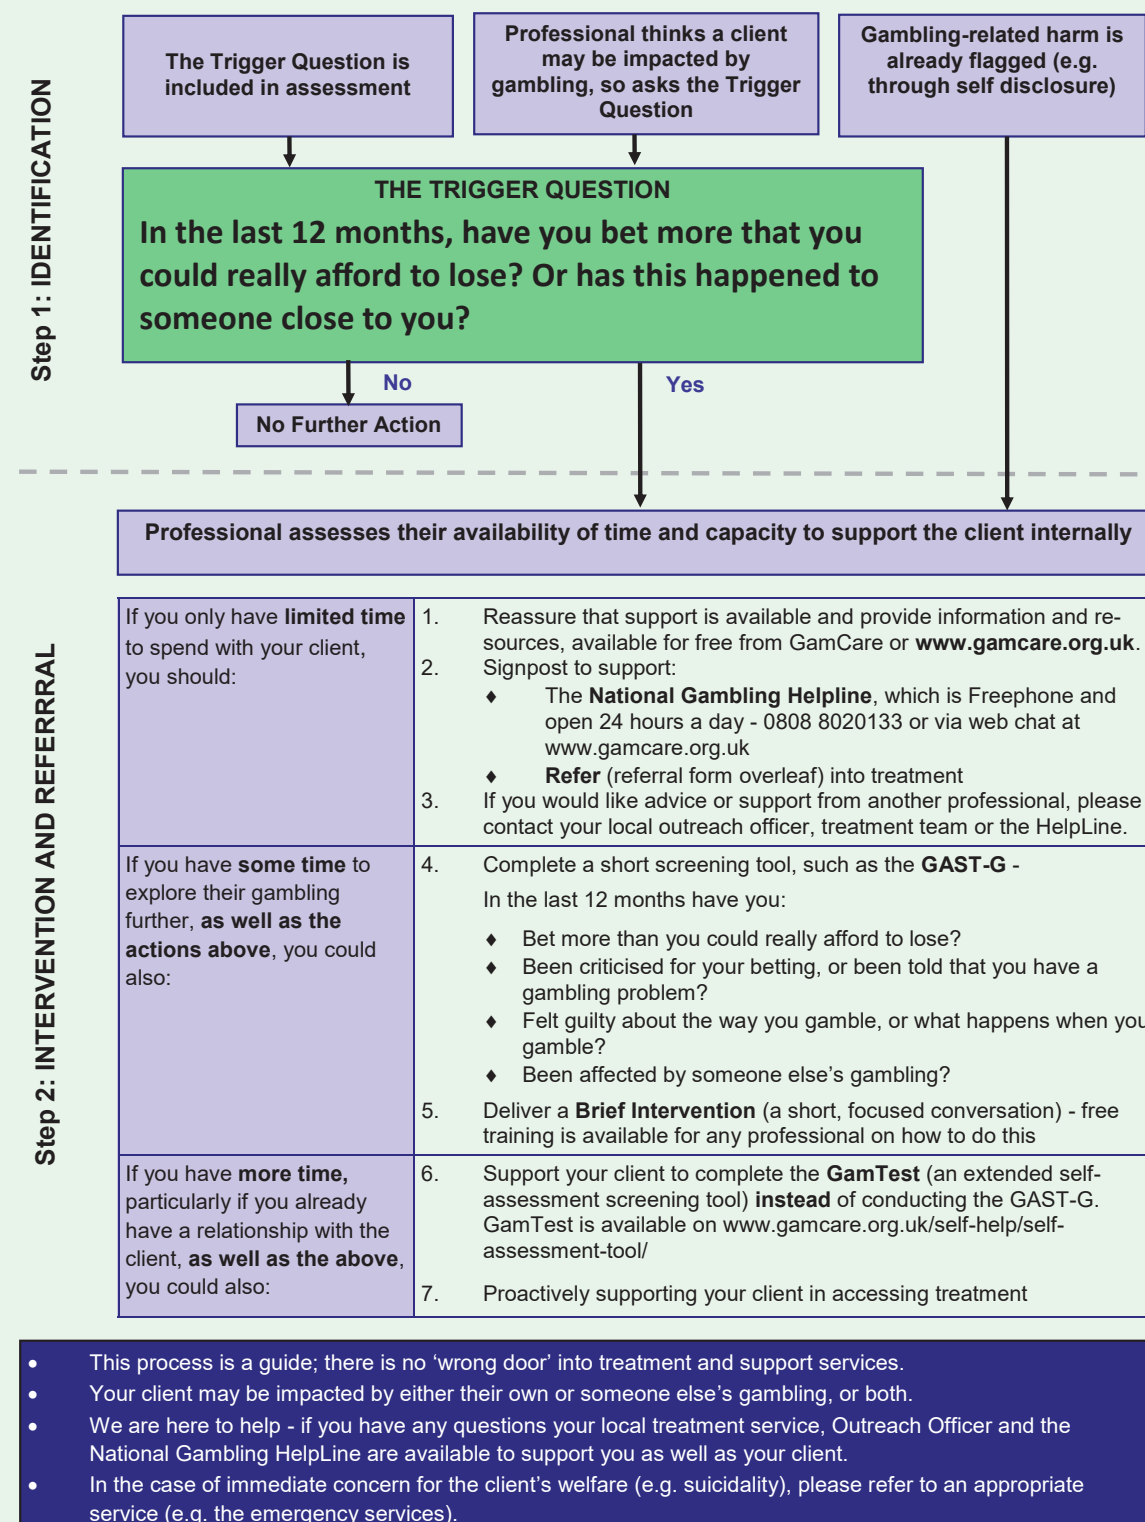 Step 1: IDENTIFICATION
The Trigger Question is
included in assessment
Professional thinks a client
may be impacted by
gambling, so asks the Trigger
Question
Gambling-related harm is
already flagged (e.g.
through self disclosure)
THE TRIGGER QUESTION
In the last 12 months, have you bet more that you
could really afford to lose? Or has this happened to
someone close to you?
No
Yes
No Further Action
Step 2: INTERVENTION AND REFERRRAL
Professional assesses their availability of time and capacity to support the client internally
If you only have limited time
to spend with your client,
you should:
1. Reassure that support is available and provide information and re-
sources, available for free from GamCare or www.gamcare.org.uk.
2. Signpost to support:
♦ The National Gambling Helpline, which is Freephone and
open 24 hours a day - 0808 8020133 or via web chat at
www.gamcare.org.uk
♦ Refer (referral form overleaf) into treatment
3. If you would like advice or support from another professional, please
contact your local outreach officer, treatment team or the HelpLine.
If you have some time to
explore their gambling
further, as well as the
actions above, you could
also:
4. Complete a short screening tool, such as the GAST-G -
In the last 12 months have you:
♦ Bet more than you could really afford to lose?
♦ Been criticised for your betting, or been told that you have a
gambling problem?
♦ Felt guilty about the way you gamble, or what happens when you
gamble?
♦ Been affected by someone else's gambling?
5. Deliver a Brief Intervention (a short, focused conversation) - free
training is available for any professional on how to do this
If you have more time,
particularly if you already
have a relationship with the
client, as well as the above,
you could also:
6. Support your client to complete the GamTest (an extended self-
assessment screening tool) instead of conducting the GAST-G.
GamTest is available on www.gamcare.org.uk/self-help/self-
assessment-tool/
7. Proactively supporting your client in accessing treatment
• This process is a guide; there is no 'wrong door' into treatment and support services.
• Your client may be impacted by either their own or someone else's gambling, or both.
• We are here to help - if you have any questions your local treatment service, Outreach Officer and the
National Gambling HelpLine are available to support you as well as your client.
• In the case of immediate concern for the client's welfare (e.g. suicidality), please refer to an appropriate
service (e.g. the emergency services).